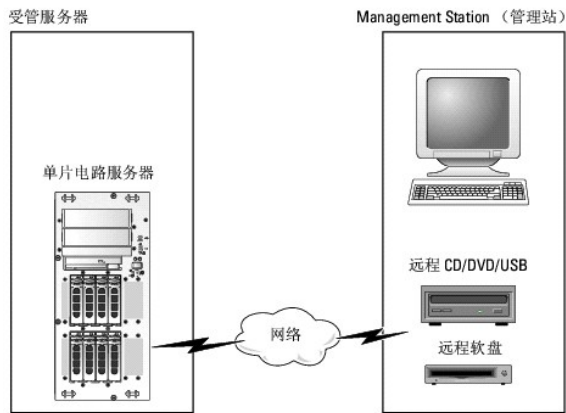 受管服务器
Management Station （管理站）
单片电路服务器
远程 CD/DVD/USB
网络
远程软盘